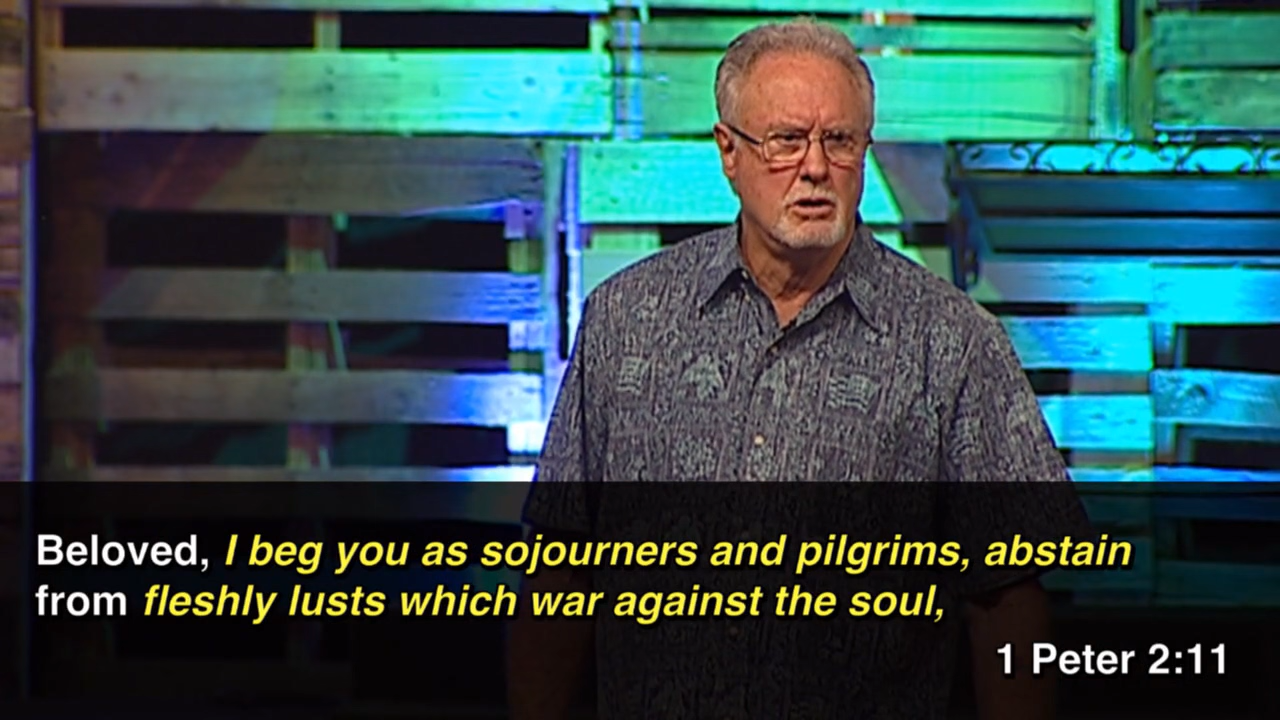 Beloved, I beg you as sojourners and pilgrims, abstain
from fleshly lusts which war against the soul,
1 Peter 2:11